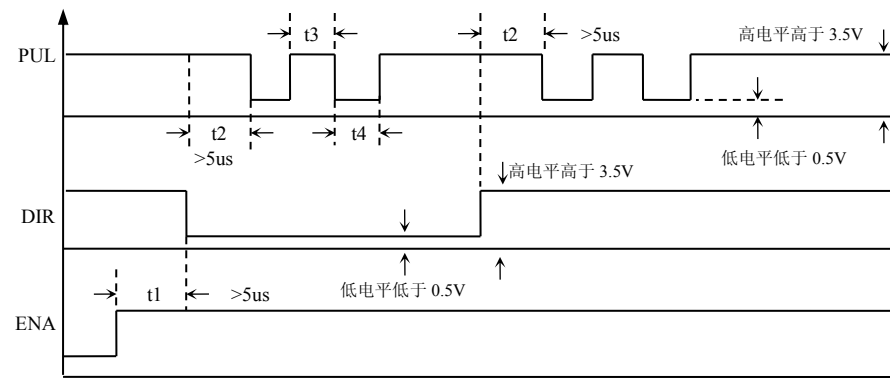 t3
t2
>5us
高电平高于 3.5V
PUL
t2
t4
>5us
低电平低于 0.5V
高电平高于 3.5V
DIR
t1
>5us
低电平低于 0.5V
ENA